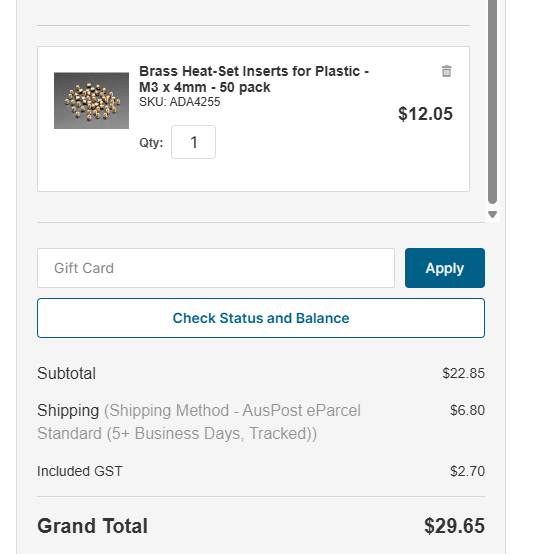 Brass Heat-Set Inserts for Plastic -
M3 x 4mm - 50 pack
SKU: ADA4255
$12.05
Qty: 1
Gift Card
Apply
Check Status and Balance
Subtotal $22.85
Shipping (Shipping Method - AusPost eParcel $6.80
Standard (5+ Business Days, Tracked))
Included GST $2.70
Grand Total $29.65